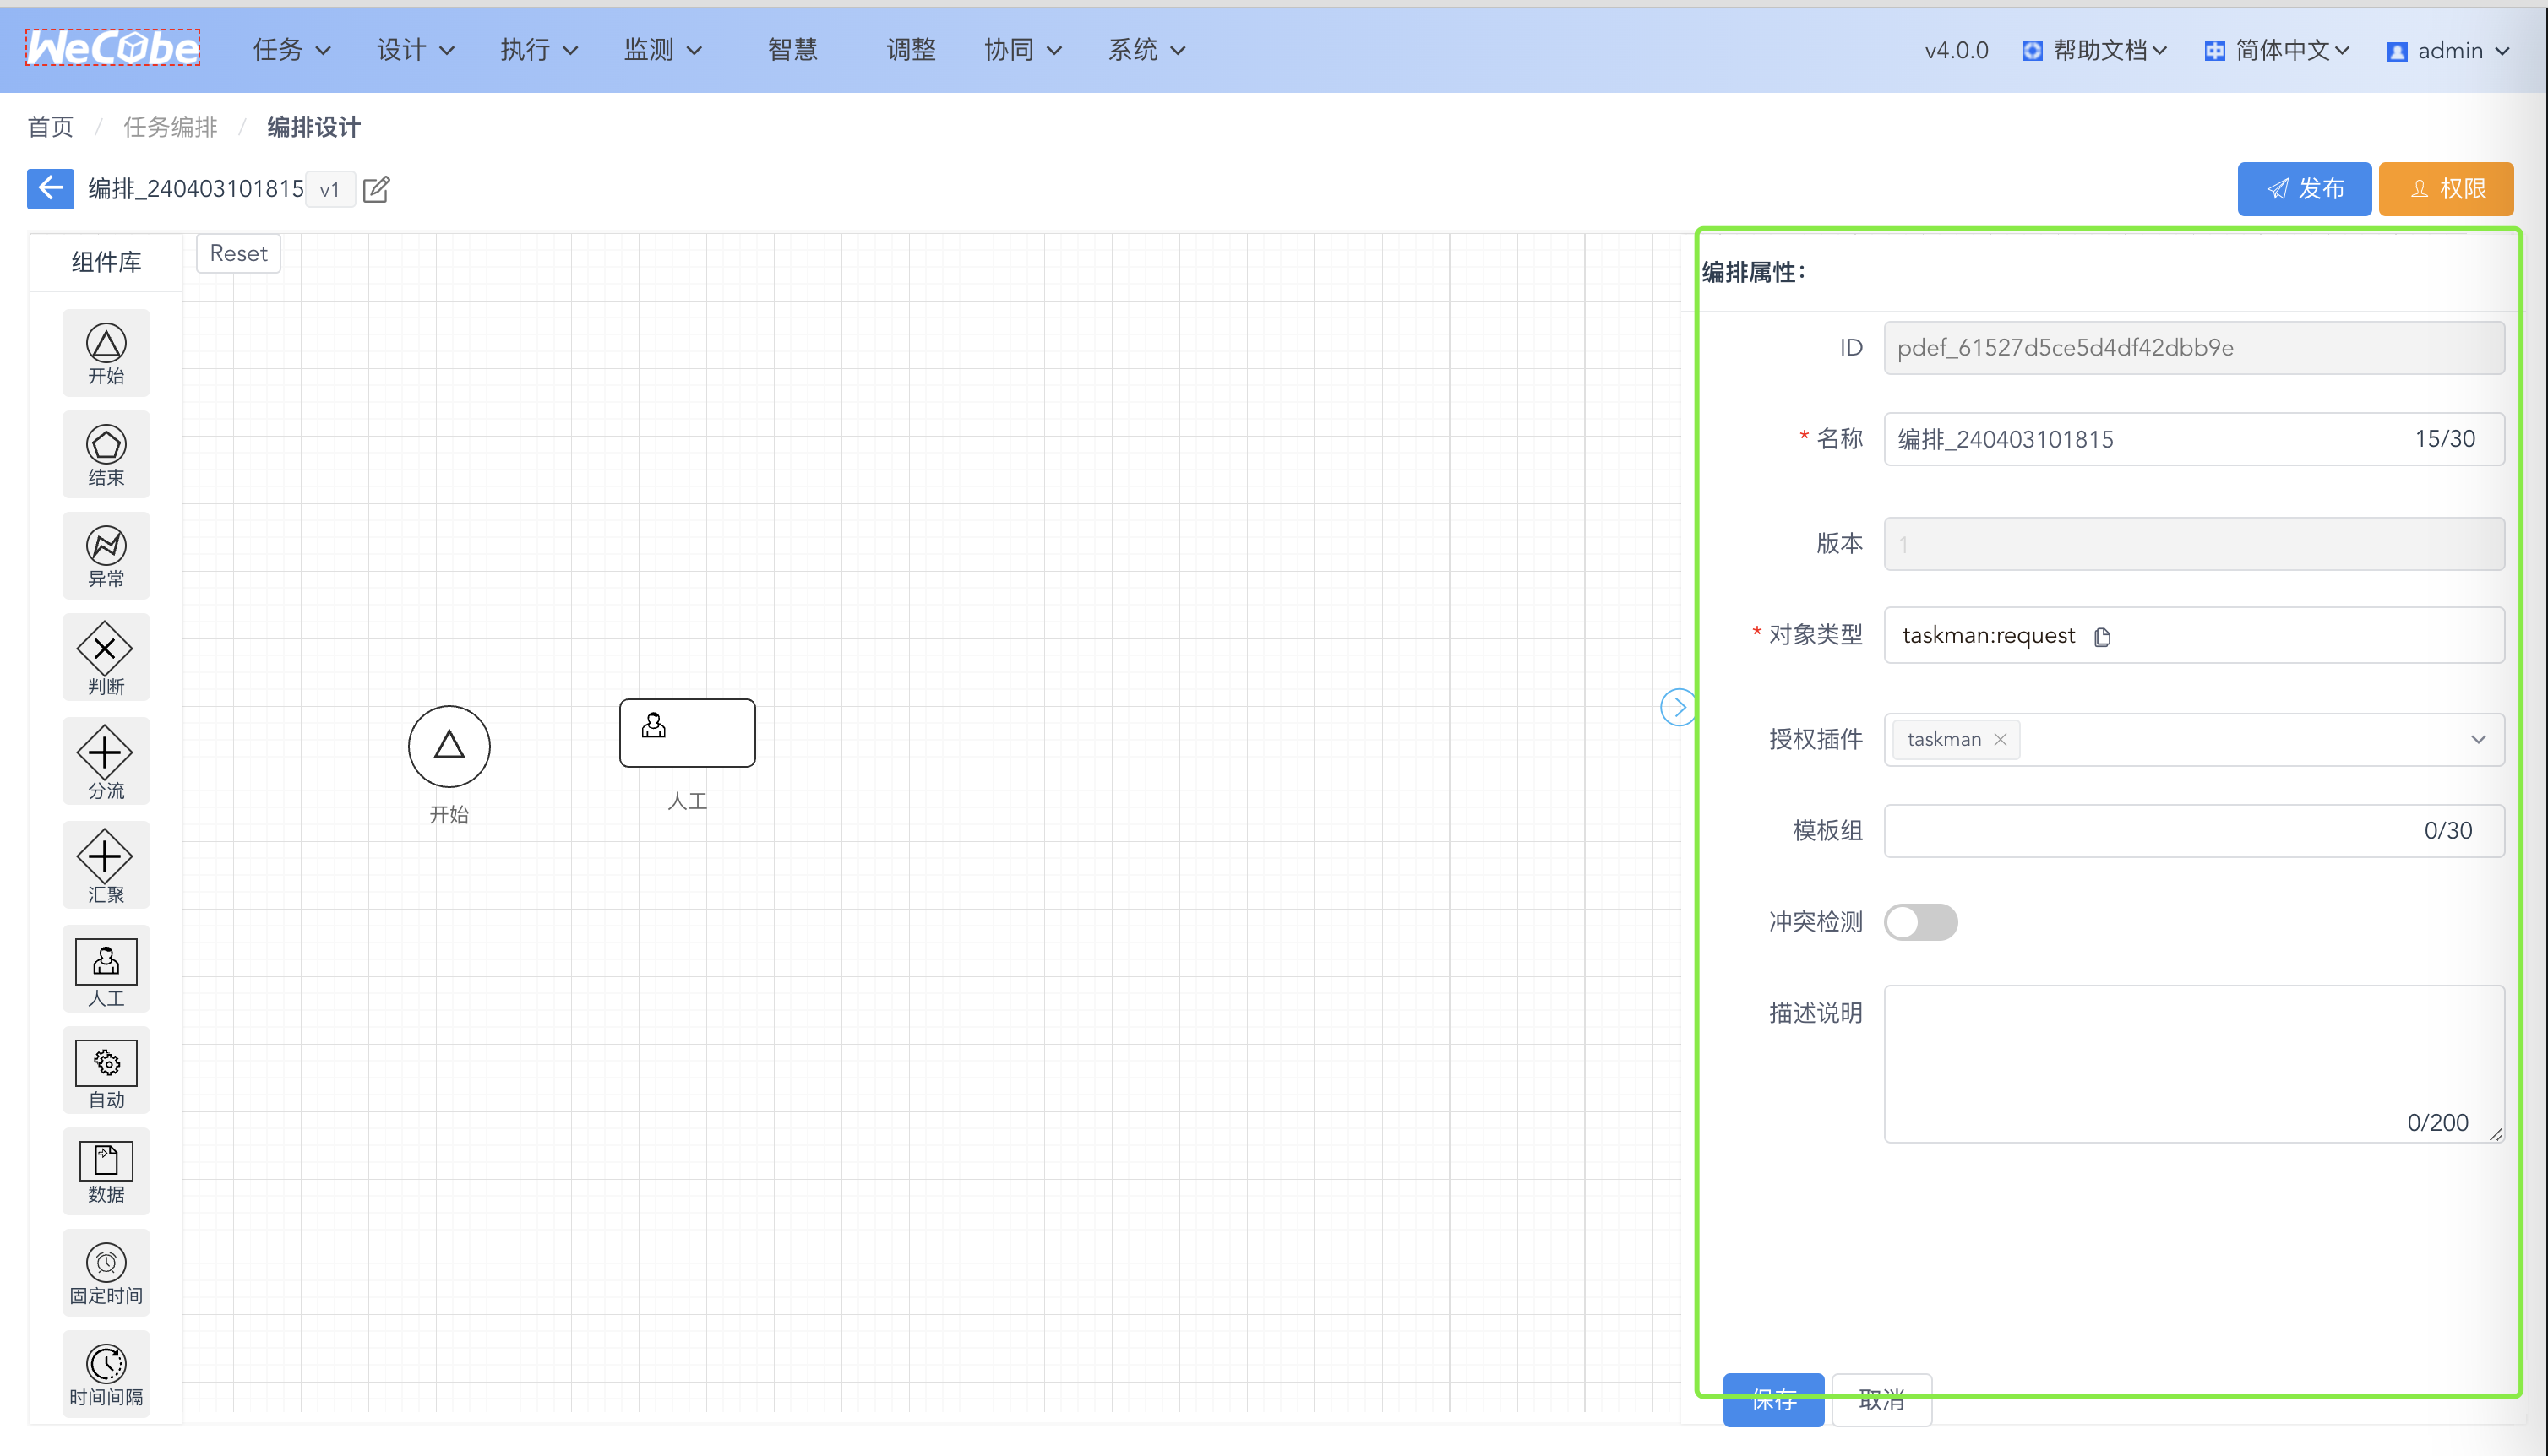 WeCube 任务 设计 执行 监测 智慧 调整 协同 系统 v4.0.0 帮助文档 简体中文 admin
首页 / 任务编排 / 编排设计
编排_240403101815 v1 发布 权限
组件库
开始
结束
异常
判断
分流
汇聚
人工
自动
数据
固定时间
时间间隔
Reset
开始
人工
编排属性：
ID pdef_61527d5ce5d4df42dbb9e
* 名称 编排_240403101815 15/30
版本 1
* 对象类型 taskman:request
授权插件 taskman
模板组 0/30
冲突检测
描述说明
0/200
保存 取消